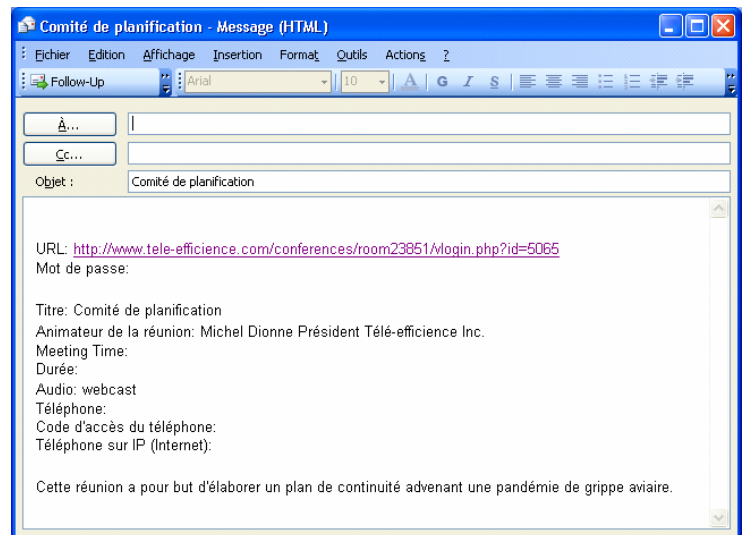 Comité de planification - Message (HTML)
Fichier Edition Affichage Insertion Format Outils Actions ?
Follow-Up Arial 10 A G I S
À...
Cc...
Objet : Comité de planification
URL: http://www.tele-efficience.com/conferences/room23851/vlogin.php?id=5065
Mot de passe:
Titre: Comité de planification
Animateur de la réunion: Michel Dionne Président Télé-efficience Inc.
Meeting Time:
Durée:
Audio: webcast
Téléphone:
Code d'accès du téléphone:
Téléphone sur IP (Internet):
Cette réunion a pour but d'élaborer un plan de continuité advenant une pandémie de grippe aviaire.